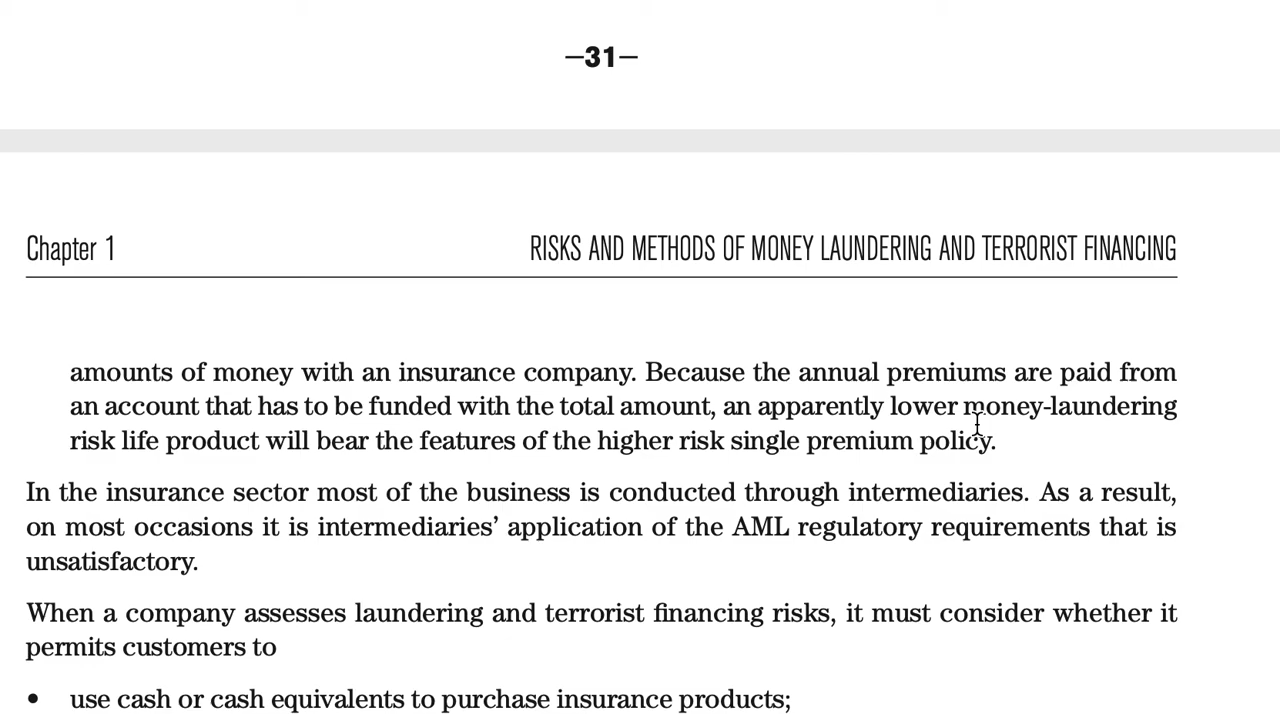 –31–
Chapter 1 RISKS AND METHODS OF MONEY LAUNDERING AND TERRORIST FINANCING
amounts of money with an insurance company. Because the annual premiums are paid from
an account that has to be funded with the total amount, an apparently lower money-laundering
risk life product will bear the features of the higher risk single premium policy.
In the insurance sector most of the business is conducted through intermediaries. As a result,
on most occasions it is intermediaries’ application of the AML regulatory requirements that is
unsatisfactory.
When a company assesses laundering and terrorist financing risks, it must consider whether it
permits customers to
• use cash or cash equivalents to purchase insurance products;